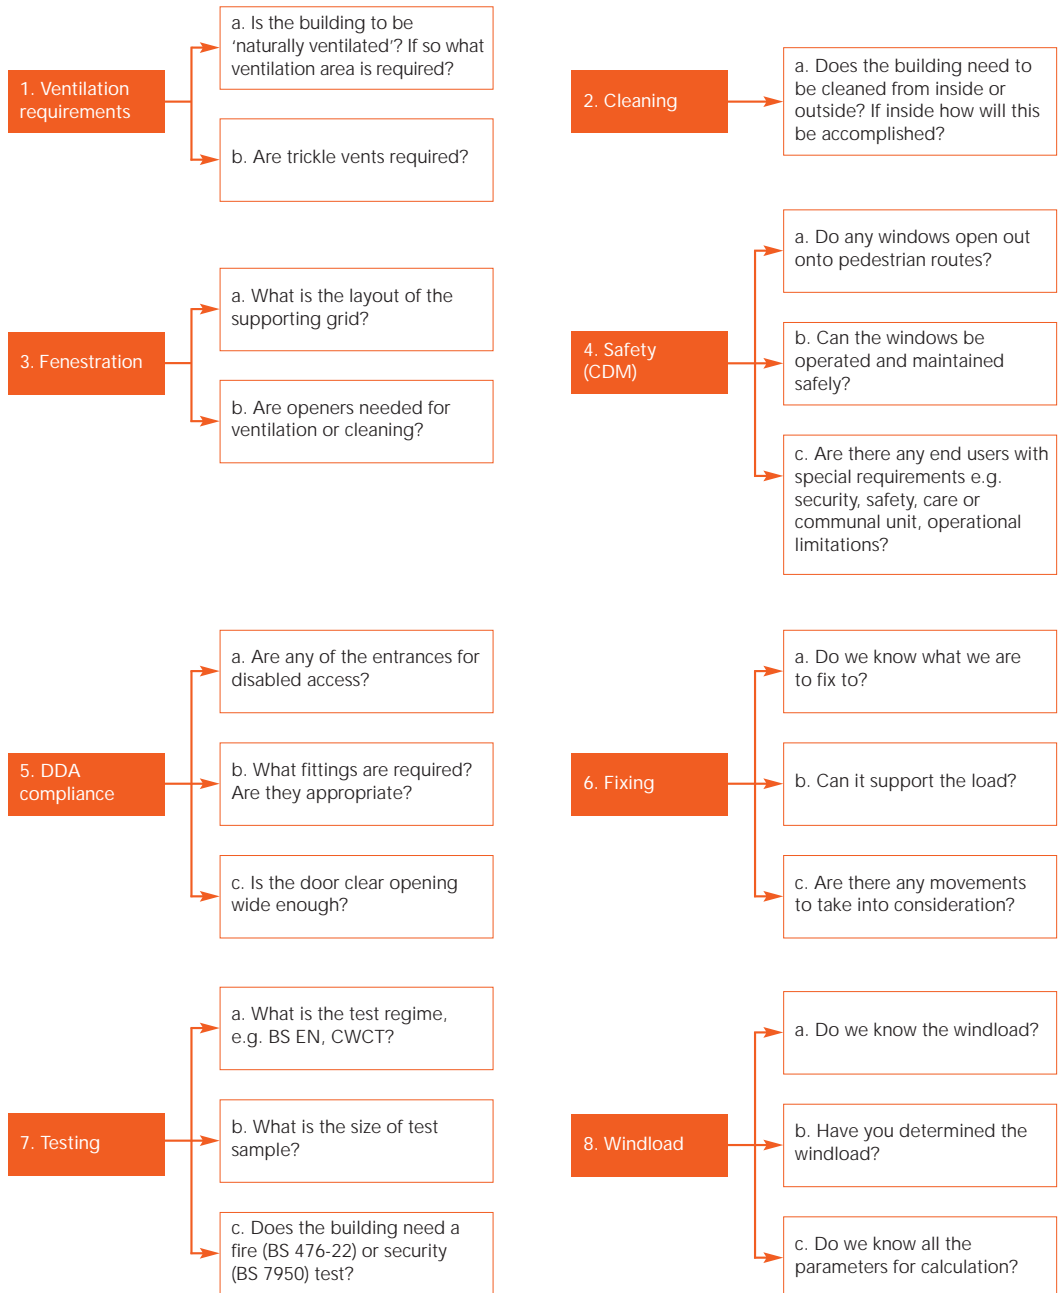 1. Ventilation
requirements
a. Is the building to be
‘naturally ventilated’? If so what
ventilation area is required?
b. Are trickle vents required?
2. Cleaning
a. Does the building need to
be cleaned from inside or
outside? If inside how will this
be accomplished?
3. Fenestration
a. What is the layout of the
supporting grid?
b. Are openers needed for
ventilation or cleaning?
4. Safety
(CDM)
a. Do any windows open out
onto pedestrian routes?
b. Can the windows be
operated and maintained
safely?
c. Are there any end users with
special requirements e.g.
security, safety, care or
communal unit, operational
limitations?
5. DDA
compliance
a. Are any of the entrances for
disabled access?
b. What fittings are required?
Are they appropriate?
c. Is the door clear opening
wide enough?
6. Fixing
a. Do we know what we are
to fix to?
b. Can it support the load?
c. Are there any movements
to take into consideration?
7. Testing
a. What is the test regime,
e.g. BS EN, CWCT?
b. What is the size of test
sample?
c. Does the building need a
fire (BS 476-22) or security
(BS 7950) test?
8. Windload
a. Do we know the windload?
b. Have you determined the
windload?
c. Do we know all the
parameters for calculation?